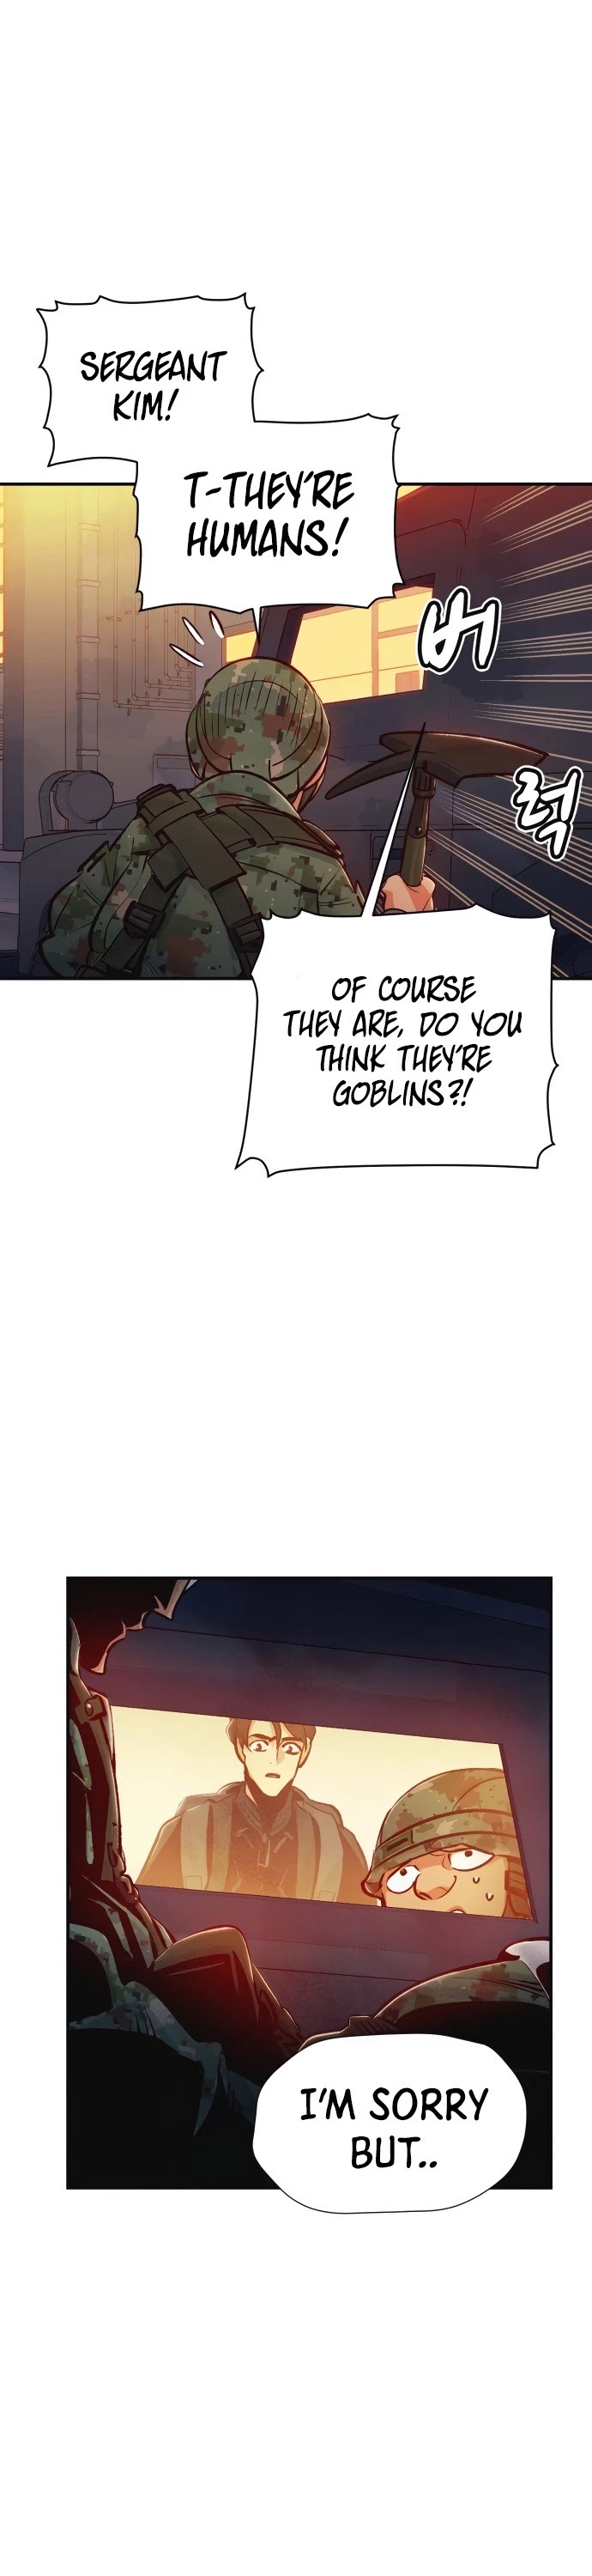 SERGEANT
KIM!
T-THEY'RE
HUMANS!
버
럭
OF COURSE
THEY ARE, DO YOU
THINK THEY'RE
GOBLINS?!
I'M SORRY
BUT..